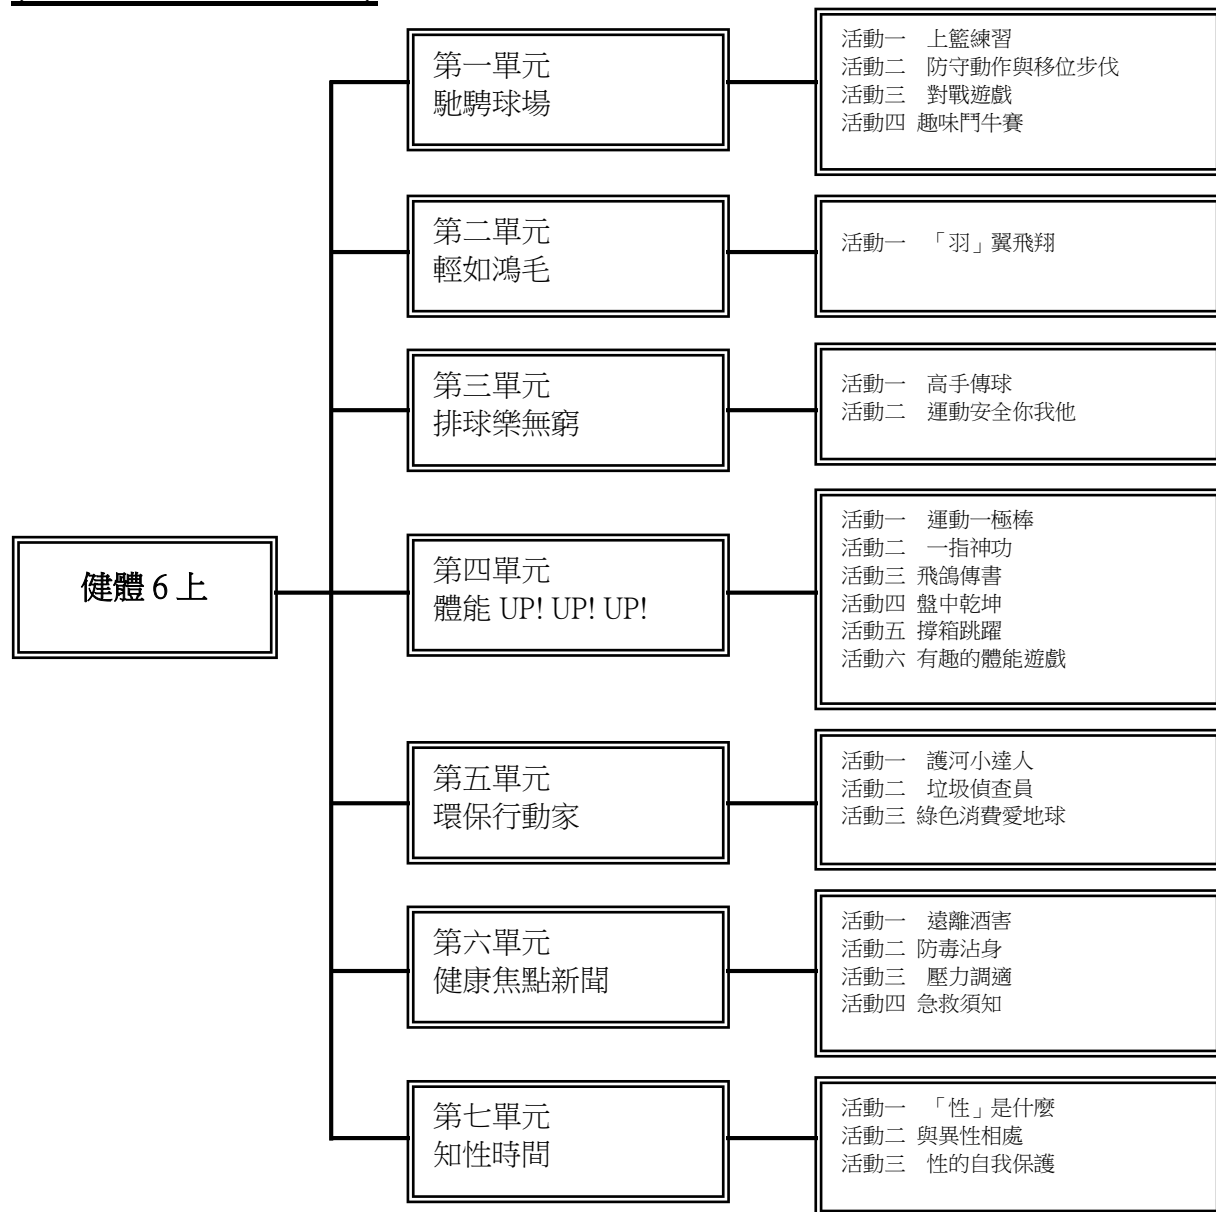 第一單元
馳騁球場
活動一　上籃練習
活動二　防守動作與移位步伐
活動三　對戰遊戲
活動四 趣味鬥牛賽
第二單元
輕如鴻毛
活動一　「羽」翼飛翔
第三單元
排球樂無窮
活動一　高手傳球
活動二　運動安全你我他
健體 6 上
第四單元
體能 UP! UP! UP!
活動一　運動一極棒
活動二　一指神功
活動三 飛鴿傳書
活動四 盤中乾坤
活動五 撐箱跳躍
活動六 有趣的體能遊戲
第五單元
環保行動家
活動一　護河小達人
活動二　垃圾偵查員
活動三 綠色消費愛地球
第六單元
健康焦點新聞
活動一　遠離酒害
活動二 防毒沾身
活動三　壓力調適
活動四 急救須知
第七單元
知性時間
活動一　「性」是什麼
活動二 與異性相處
活動三　性的自我保護